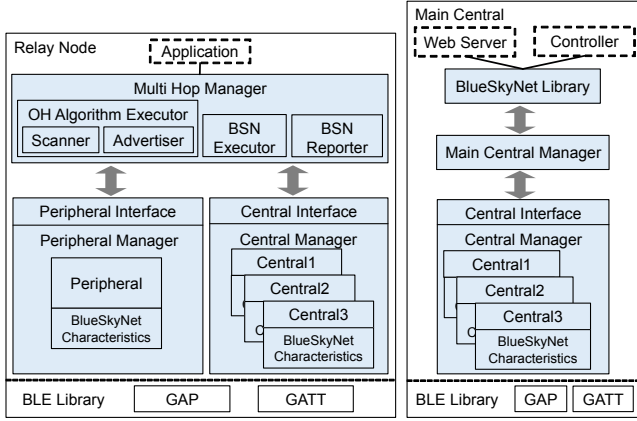 Relay Node
Application
Multi Hop Manager
OH Algorithm Executor
Scanner
Advertiser
BSN
Executor
BSN
Reporter
Peripheral Interface
Peripheral Manager
Peripheral
BlueSkyNet
Characteristics
Central Interface
Central Manager
Central1
Central2
Central3
BlueSkyNet
Characteristics
BLE Library
GAP
GATT
Main Central
Web Server
Controller
BlueSkyNet Library
Main Central Manager
Central Interface
Central Manager
Central1
Central2
Central3
BlueSkyNet
Characteristics
BLE Library
GAP
GATT